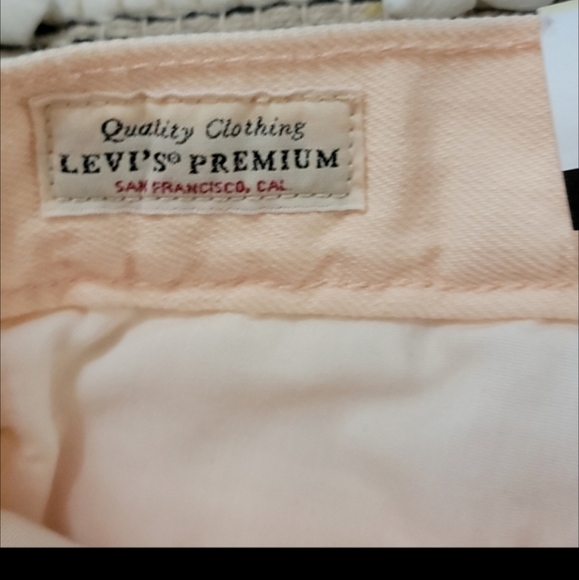 Quality Clothing
LEVI'S® PREMIUM
SAN FRANCISCO, CAL